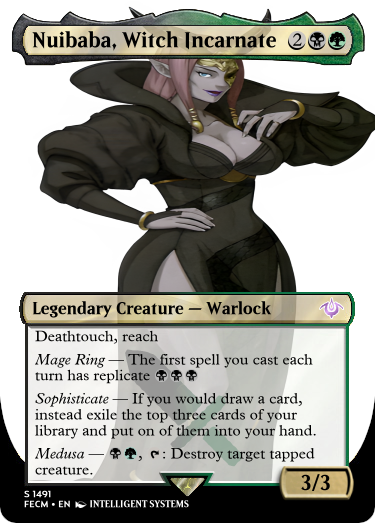 Nuibaba, Witch Incarnate 2
Legendary Creature — Warlock
Deathtouch, reach
Mage Ring — The first spell you cast each
turn has replicate
Sophisticate — If you would draw a card,
instead exile the top three cards of your
library and put on of them into your hand.
Medusa — , : Destroy target tapped
creature.
3/3
S 1491
FECM • EN INTELLIGENT SYSTEMS